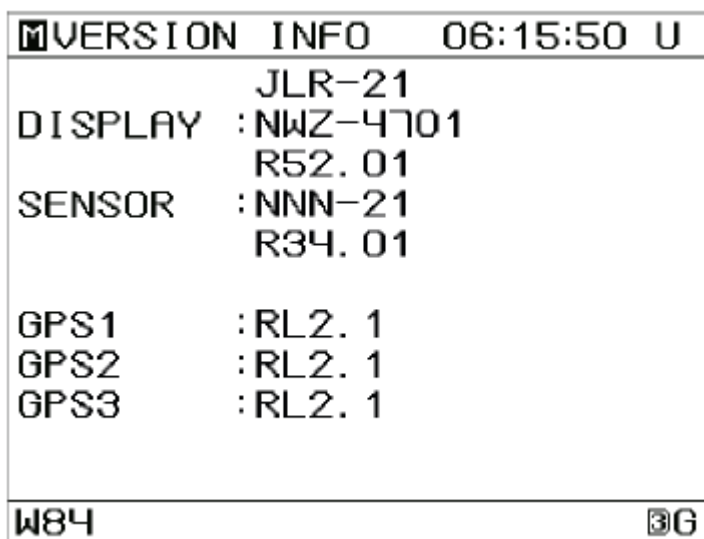 M VERSION INFO 06:15:50 U
JLR-21
DISPLAY :NWZ-4701
R52.01
SENSOR :NNN-21
R34.01
GPS1 :RL2.1
GPS2 :RL2.1
GPS3 :RL2.1
W84 3G